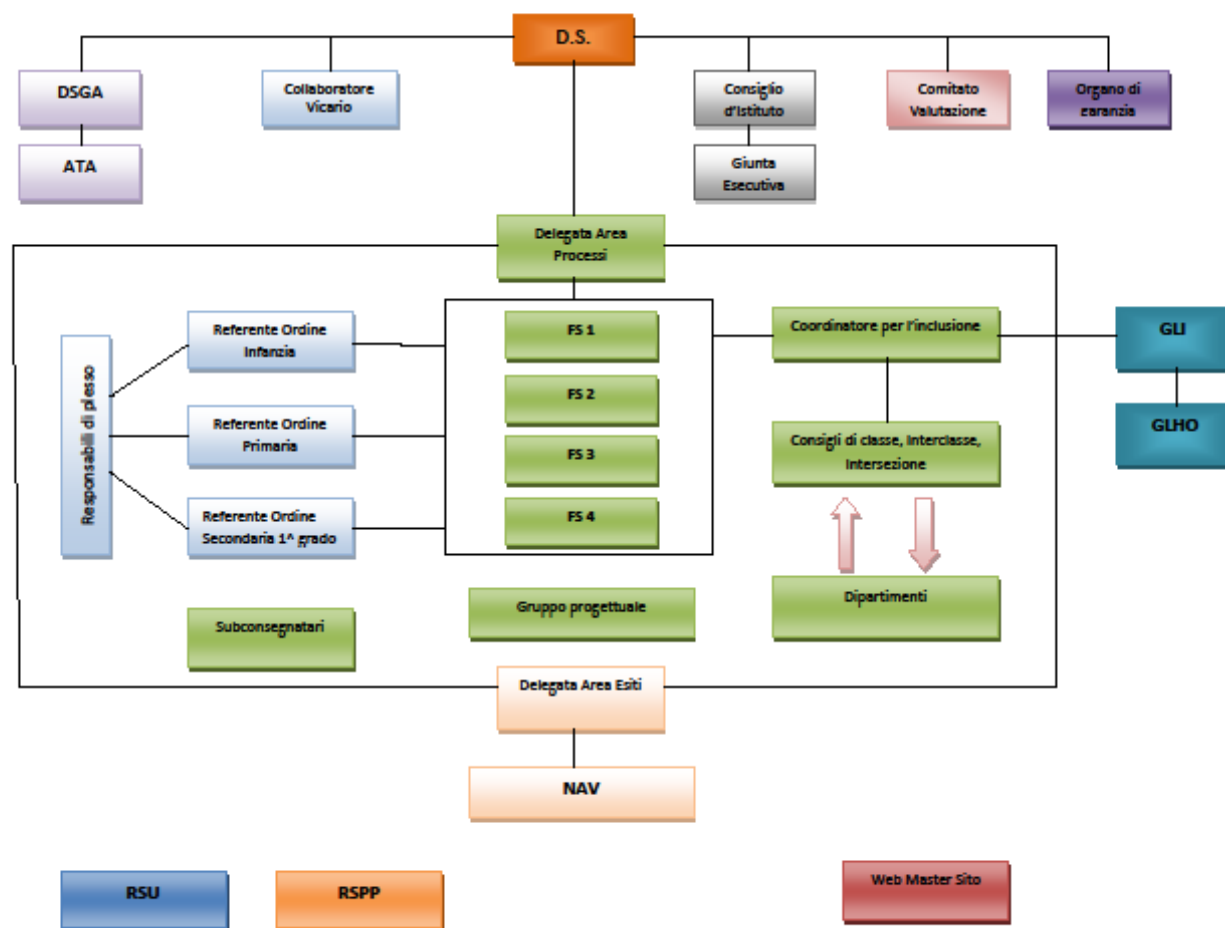 D.S.
DSGA
Collaboratore
Vicario
Consiglio
d'Istituto
Comitato
Valutazione
Organo di
garanzia
ATA
Giunta
Esecutiva
Delegata Area
Processi
Responsabili di plesso
Referente Ordine
Infanzia
Referente Ordine
Primaria
Referente Ordine
Secondaria 1^ grado
FS 1
FS 2
FS 3
FS 4
Coordinatore per l'inclusione
GLI
GLHO
Consigli di classe, Interclasse,
Intersezione
Dipartimenti
Gruppo progettuale
Subconsegnatari
Delegata Area Esiti
NAV
RSU
RSPP
Web Master Sito